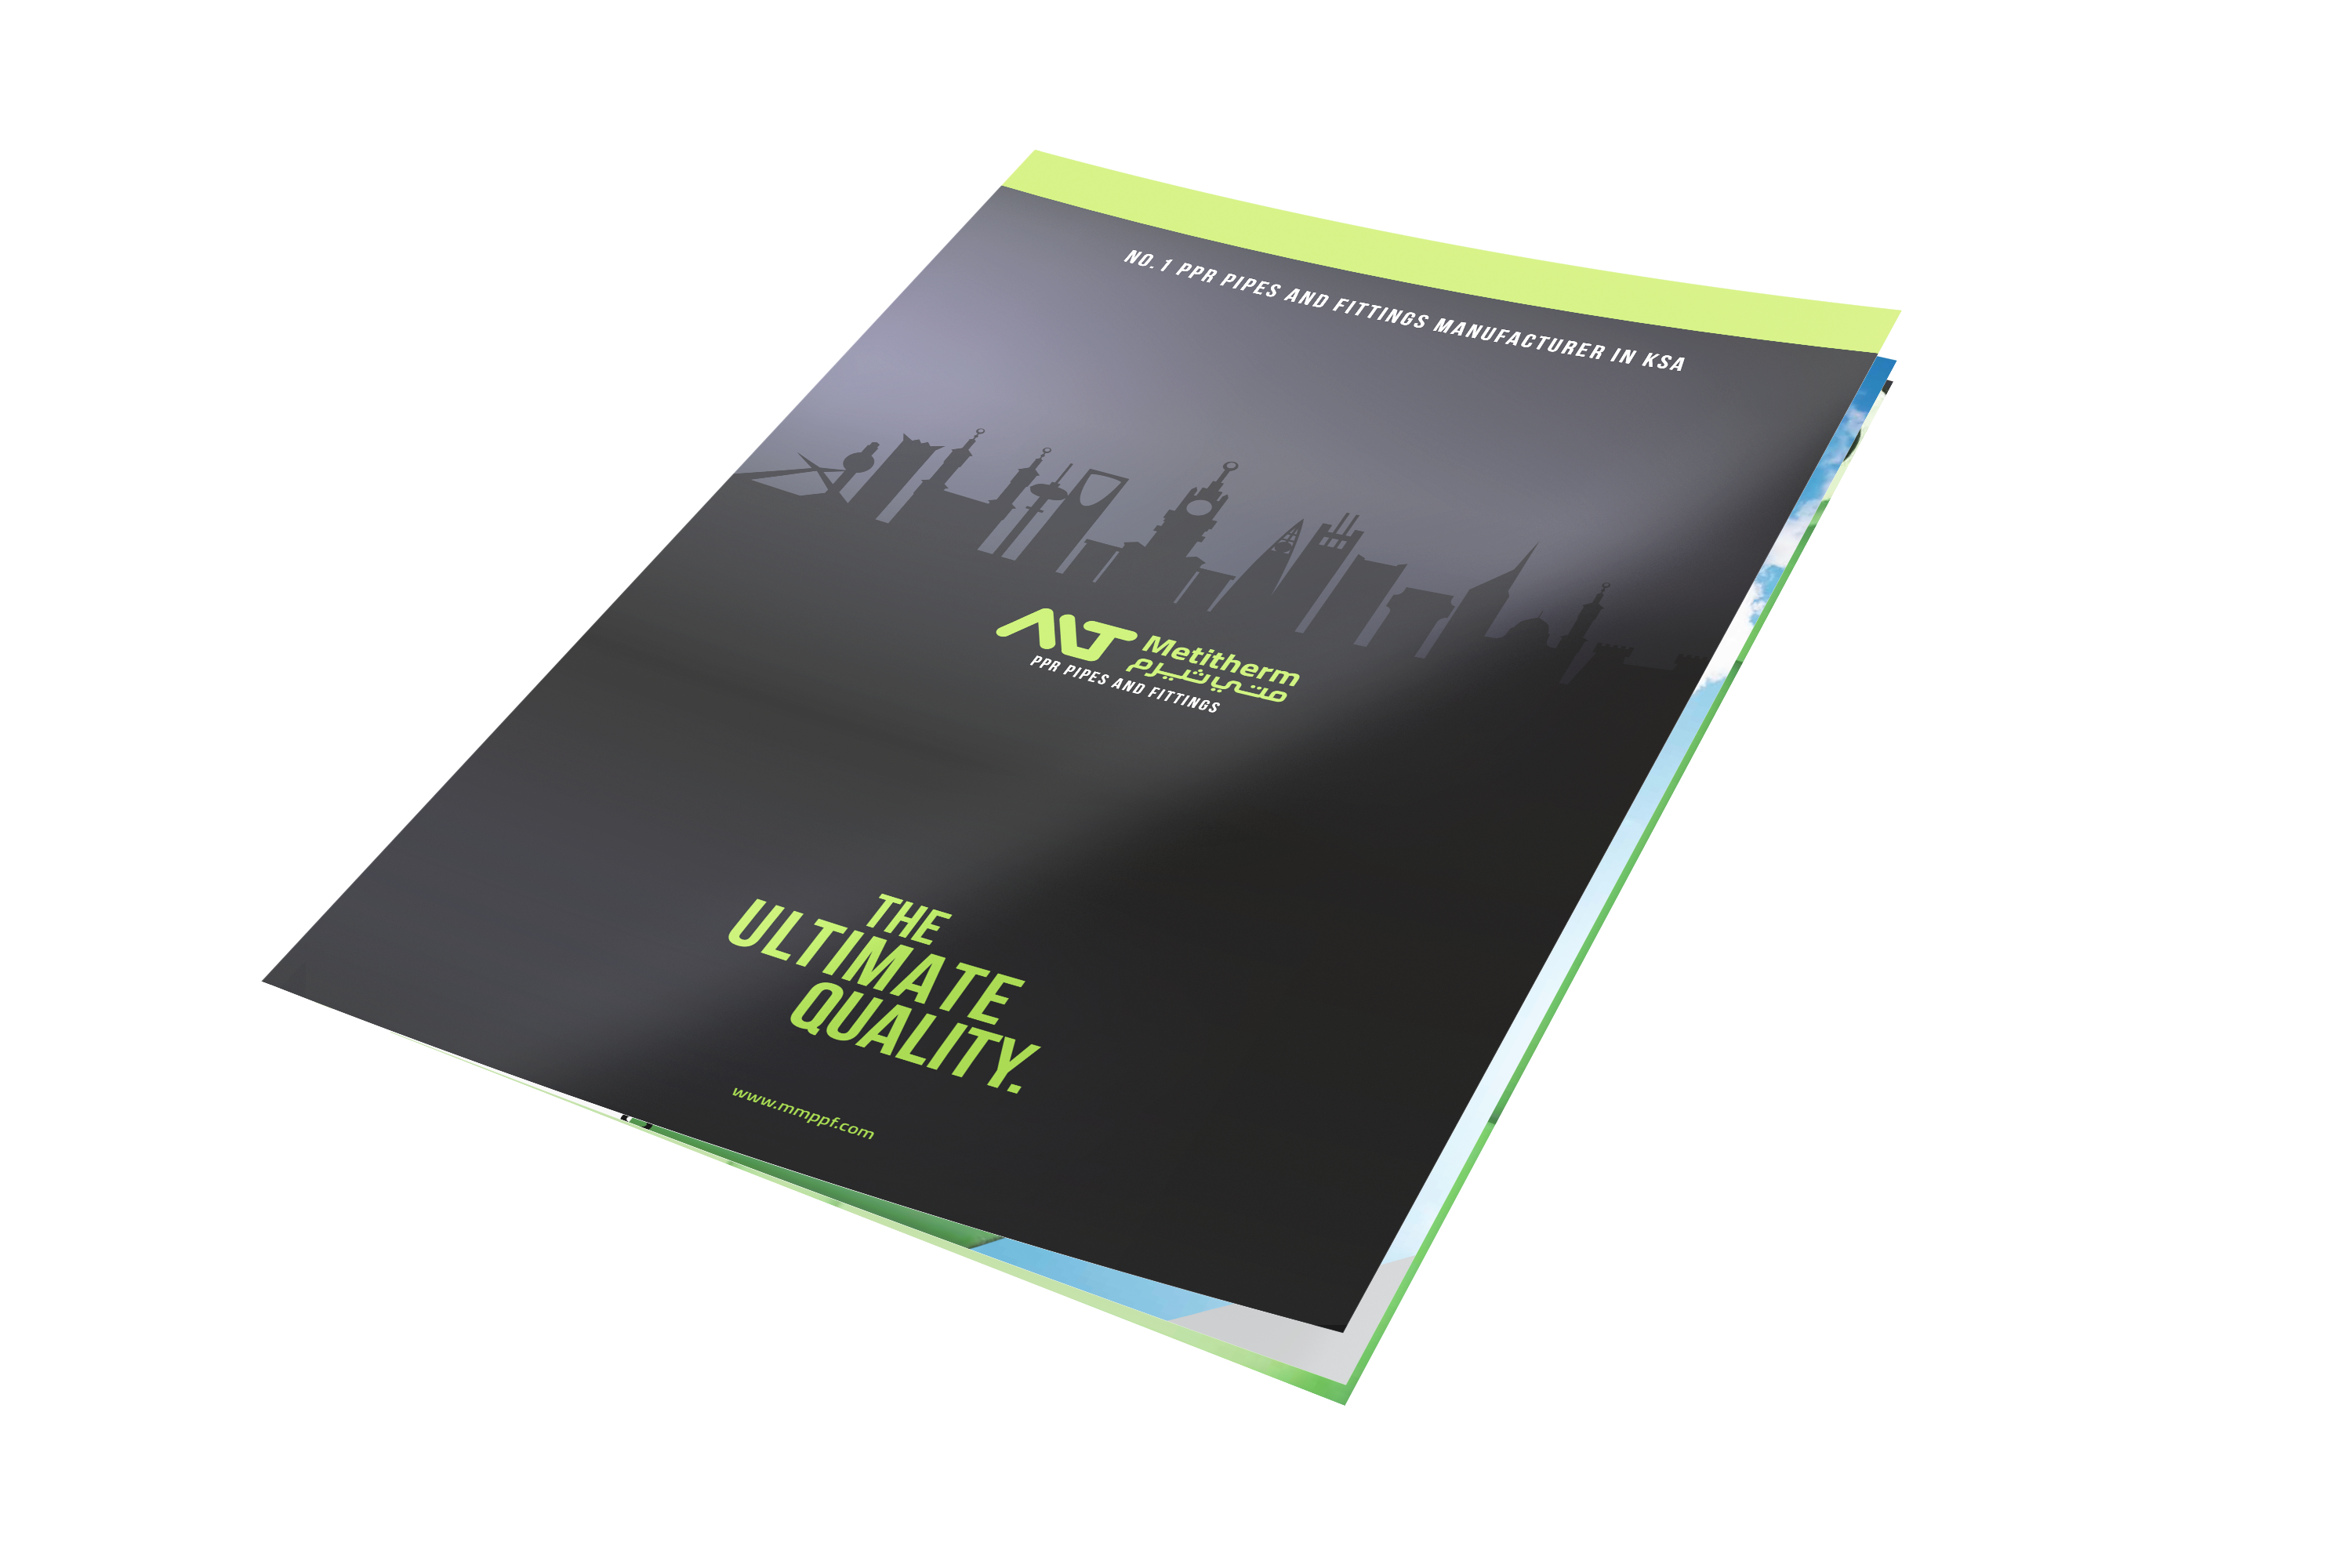 NO.1 PPR PIPES AND FITTINGS MANUFACTURER IN KSA
Metitherm
متي ثيرم
PPR PIPES AND FITTINGS
THE
ULTIMATE
QUALITY.
www.mmppf.com